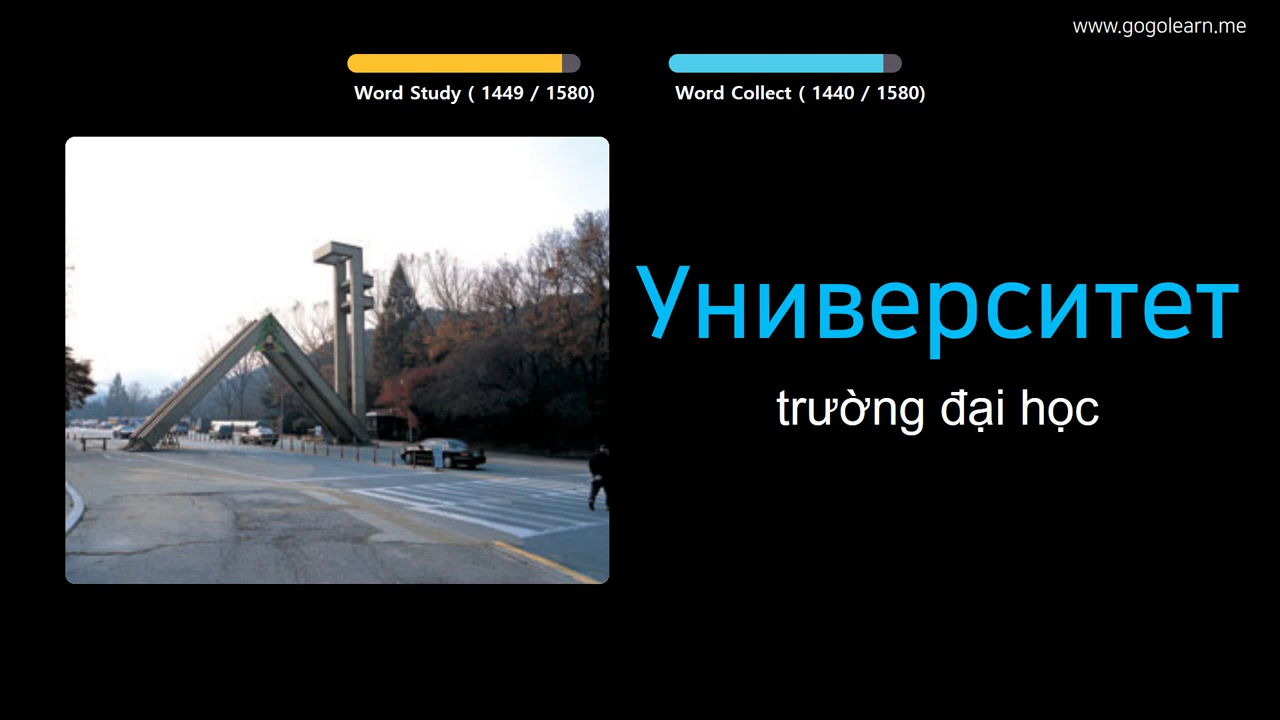 www.gogolearn.me
Word Study ( 1449 / 1580)
Word Collect ( 1440 / 1580)
Университет
trường đại học